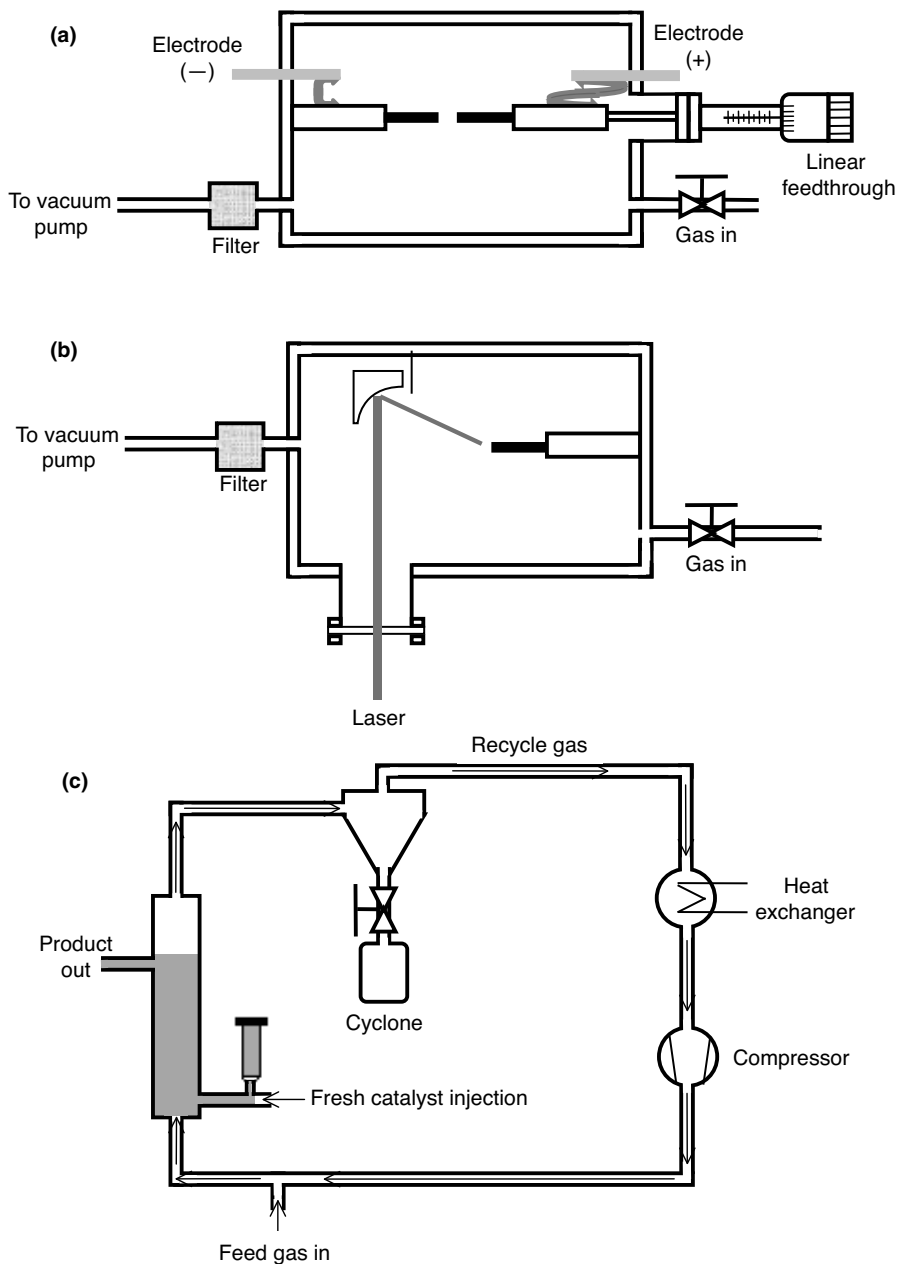 (a)
Electrode
(—)
Electrode
(+)
Linear
feedthrough
To vacuum
pump
Filter
Gas in
(b)
To vacuum
pump
Filter
Gas in
Laser
(c)
Recycle gas
Heat
exchanger
Product
out
Cyclone
Compressor
Fresh catalyst injection
Feed gas in